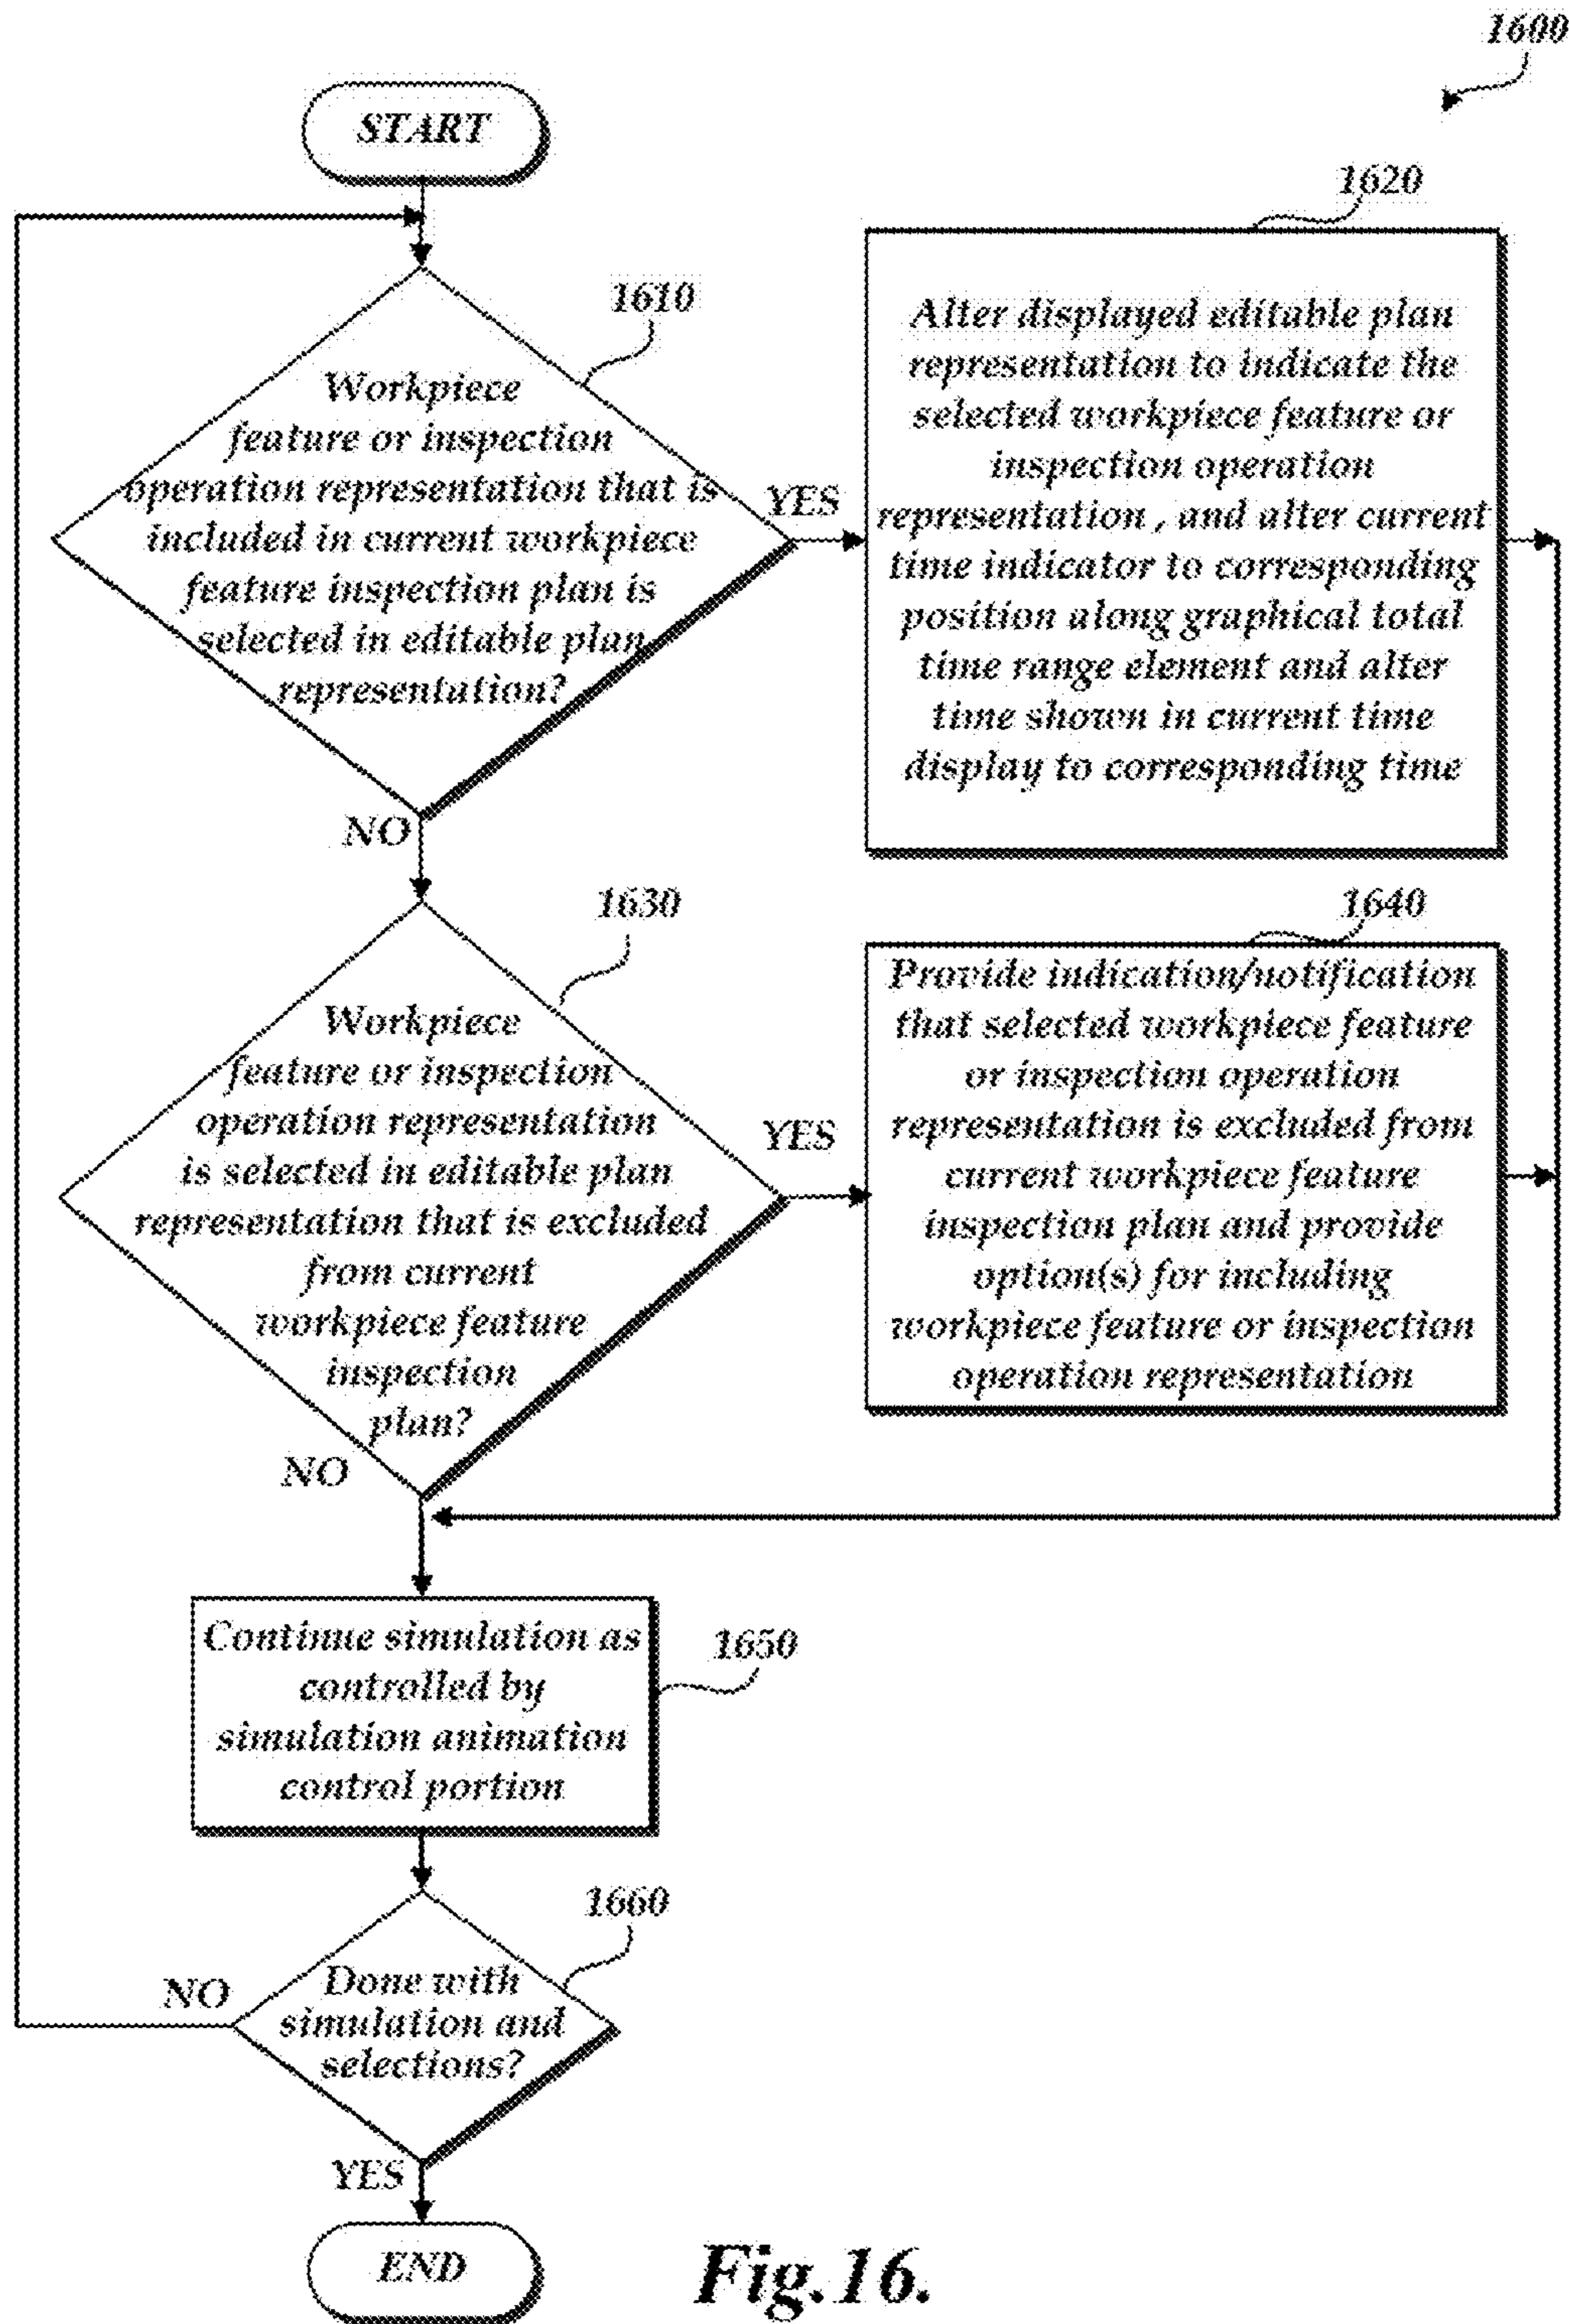 1600
START
1610
Workpiece
feature or inspection
operation representation that is
included in current workpiece
feature inspection plan is
selected in editable plan
representation?
YES
NO
1620
Alter displayed editable plan
representation to indicate the
selected workpiece feature or
inspection operation
representation , and alter current
time indicator to corresponding
position along graphical total
time range element and alter
time shown in current time
display to corresponding time
1630
Workpiece
feature or inspection
operation representation
is selected in editable plan
representation that is excluded
from current
workpiece feature
inspection
plan?
YES
NO
1640
Provide indication/notification
that selected workpiece feature
or inspection operation
representation is excluded from
current workpiece feature
inspection plan and provide
option(s) for including
workpiece feature or inspection
operation representation
Continue simulation as
controlled by
simulation animation
control portion
1650
1660
Done with
simulation and
selections?
NO
YES
END
Fig.16.